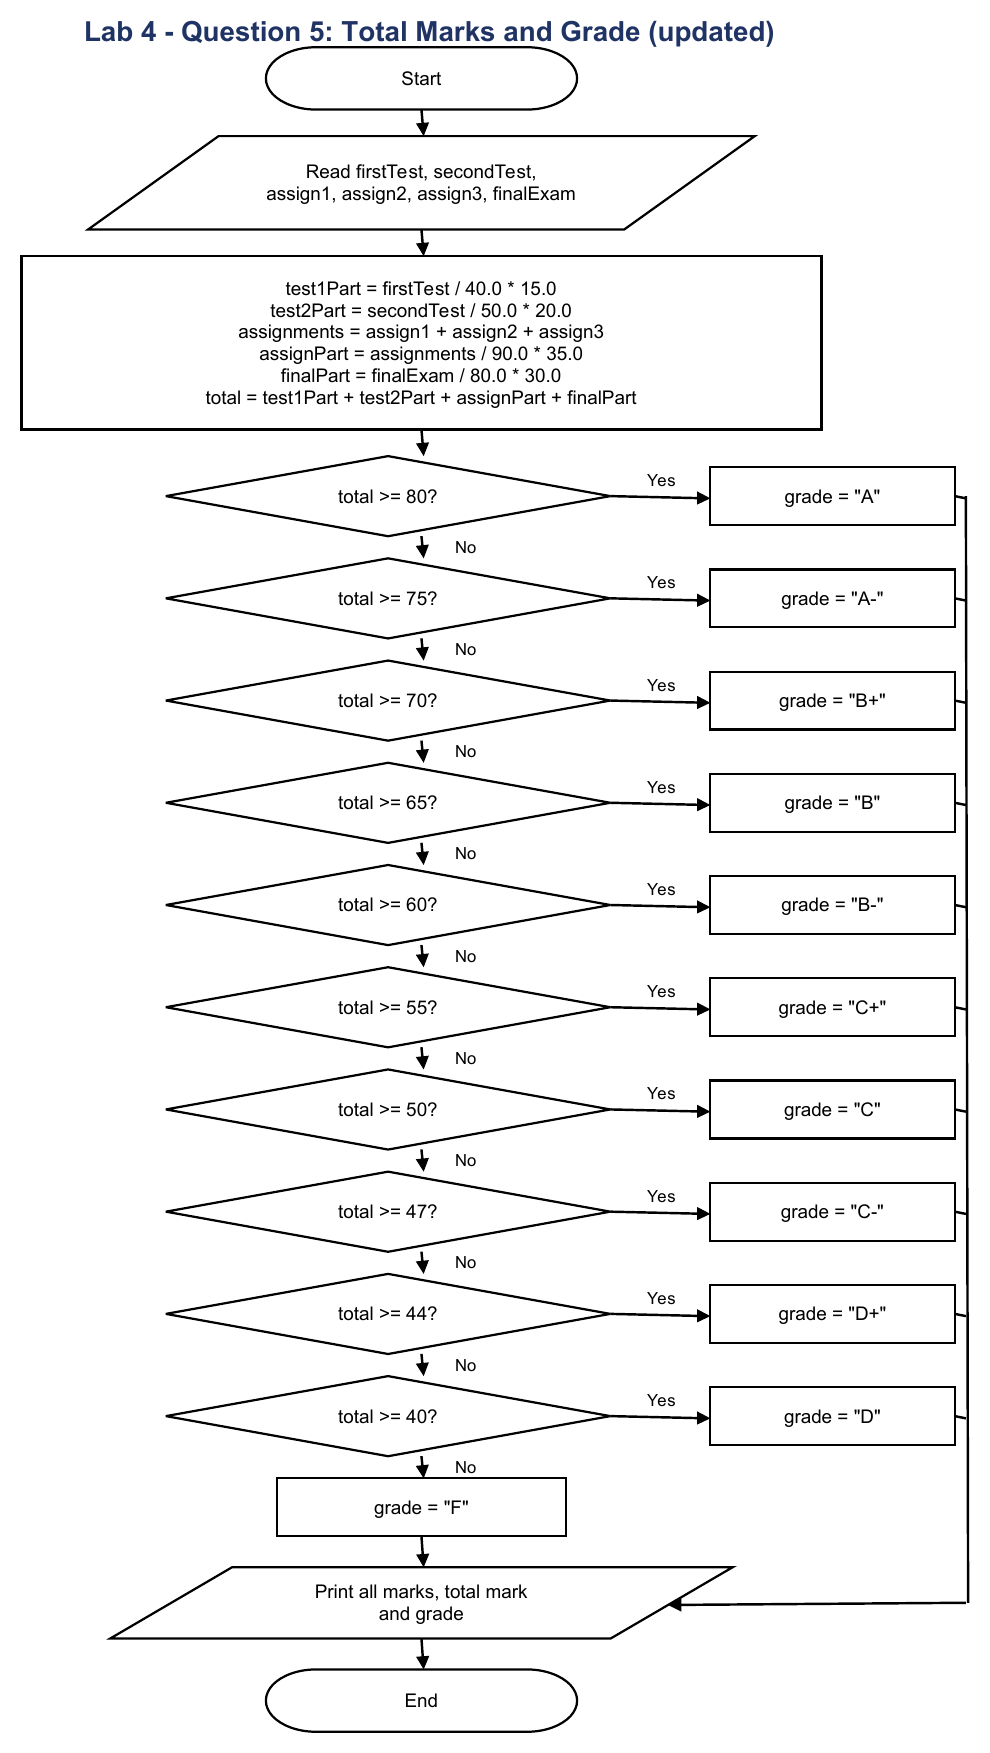 Lab 4 - Question 5: Total Marks and Grade (updated)
Start
Read firstTest, secondTest,
assign1, assign2, assign3, finalExam
test1Part = firstTest / 40.0 * 15.0
test2Part = secondTest / 50.0 * 20.0
assignments = assign1 + assign2 + assign3
assignPart = assignments / 90.0 * 35.0
finalPart = finalExam / 80.0 * 30.0
total = test1Part + test2Part + assignPart + finalPart
total >= 80?
Yes
grade = "A"
No
total >= 75?
Yes
grade = "A-"
No
total >= 70?
Yes
grade = "B+"
No
total >= 65?
Yes
grade = "B"
No
total >= 60?
Yes
grade = "B-"
No
total >= 55?
Yes
grade = "C+"
No
total >= 50?
Yes
grade = "C"
No
total >= 47?
Yes
grade = "C-"
No
total >= 44?
Yes
grade = "D+"
No
total >= 40?
Yes
grade = "D"
No
grade = "F"
Print all marks, total mark
and grade
End